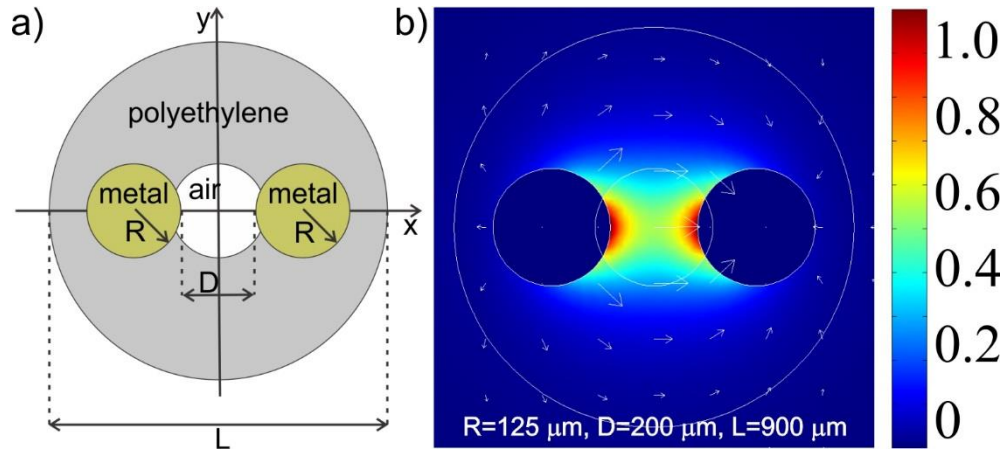 a)
y
polyethylene
metal
air
metal
R
R
x
D
L
b)
R=125 μm, D=200 μm, L=900 μm
1.0
0.8
0.6
0.4
0.2
0